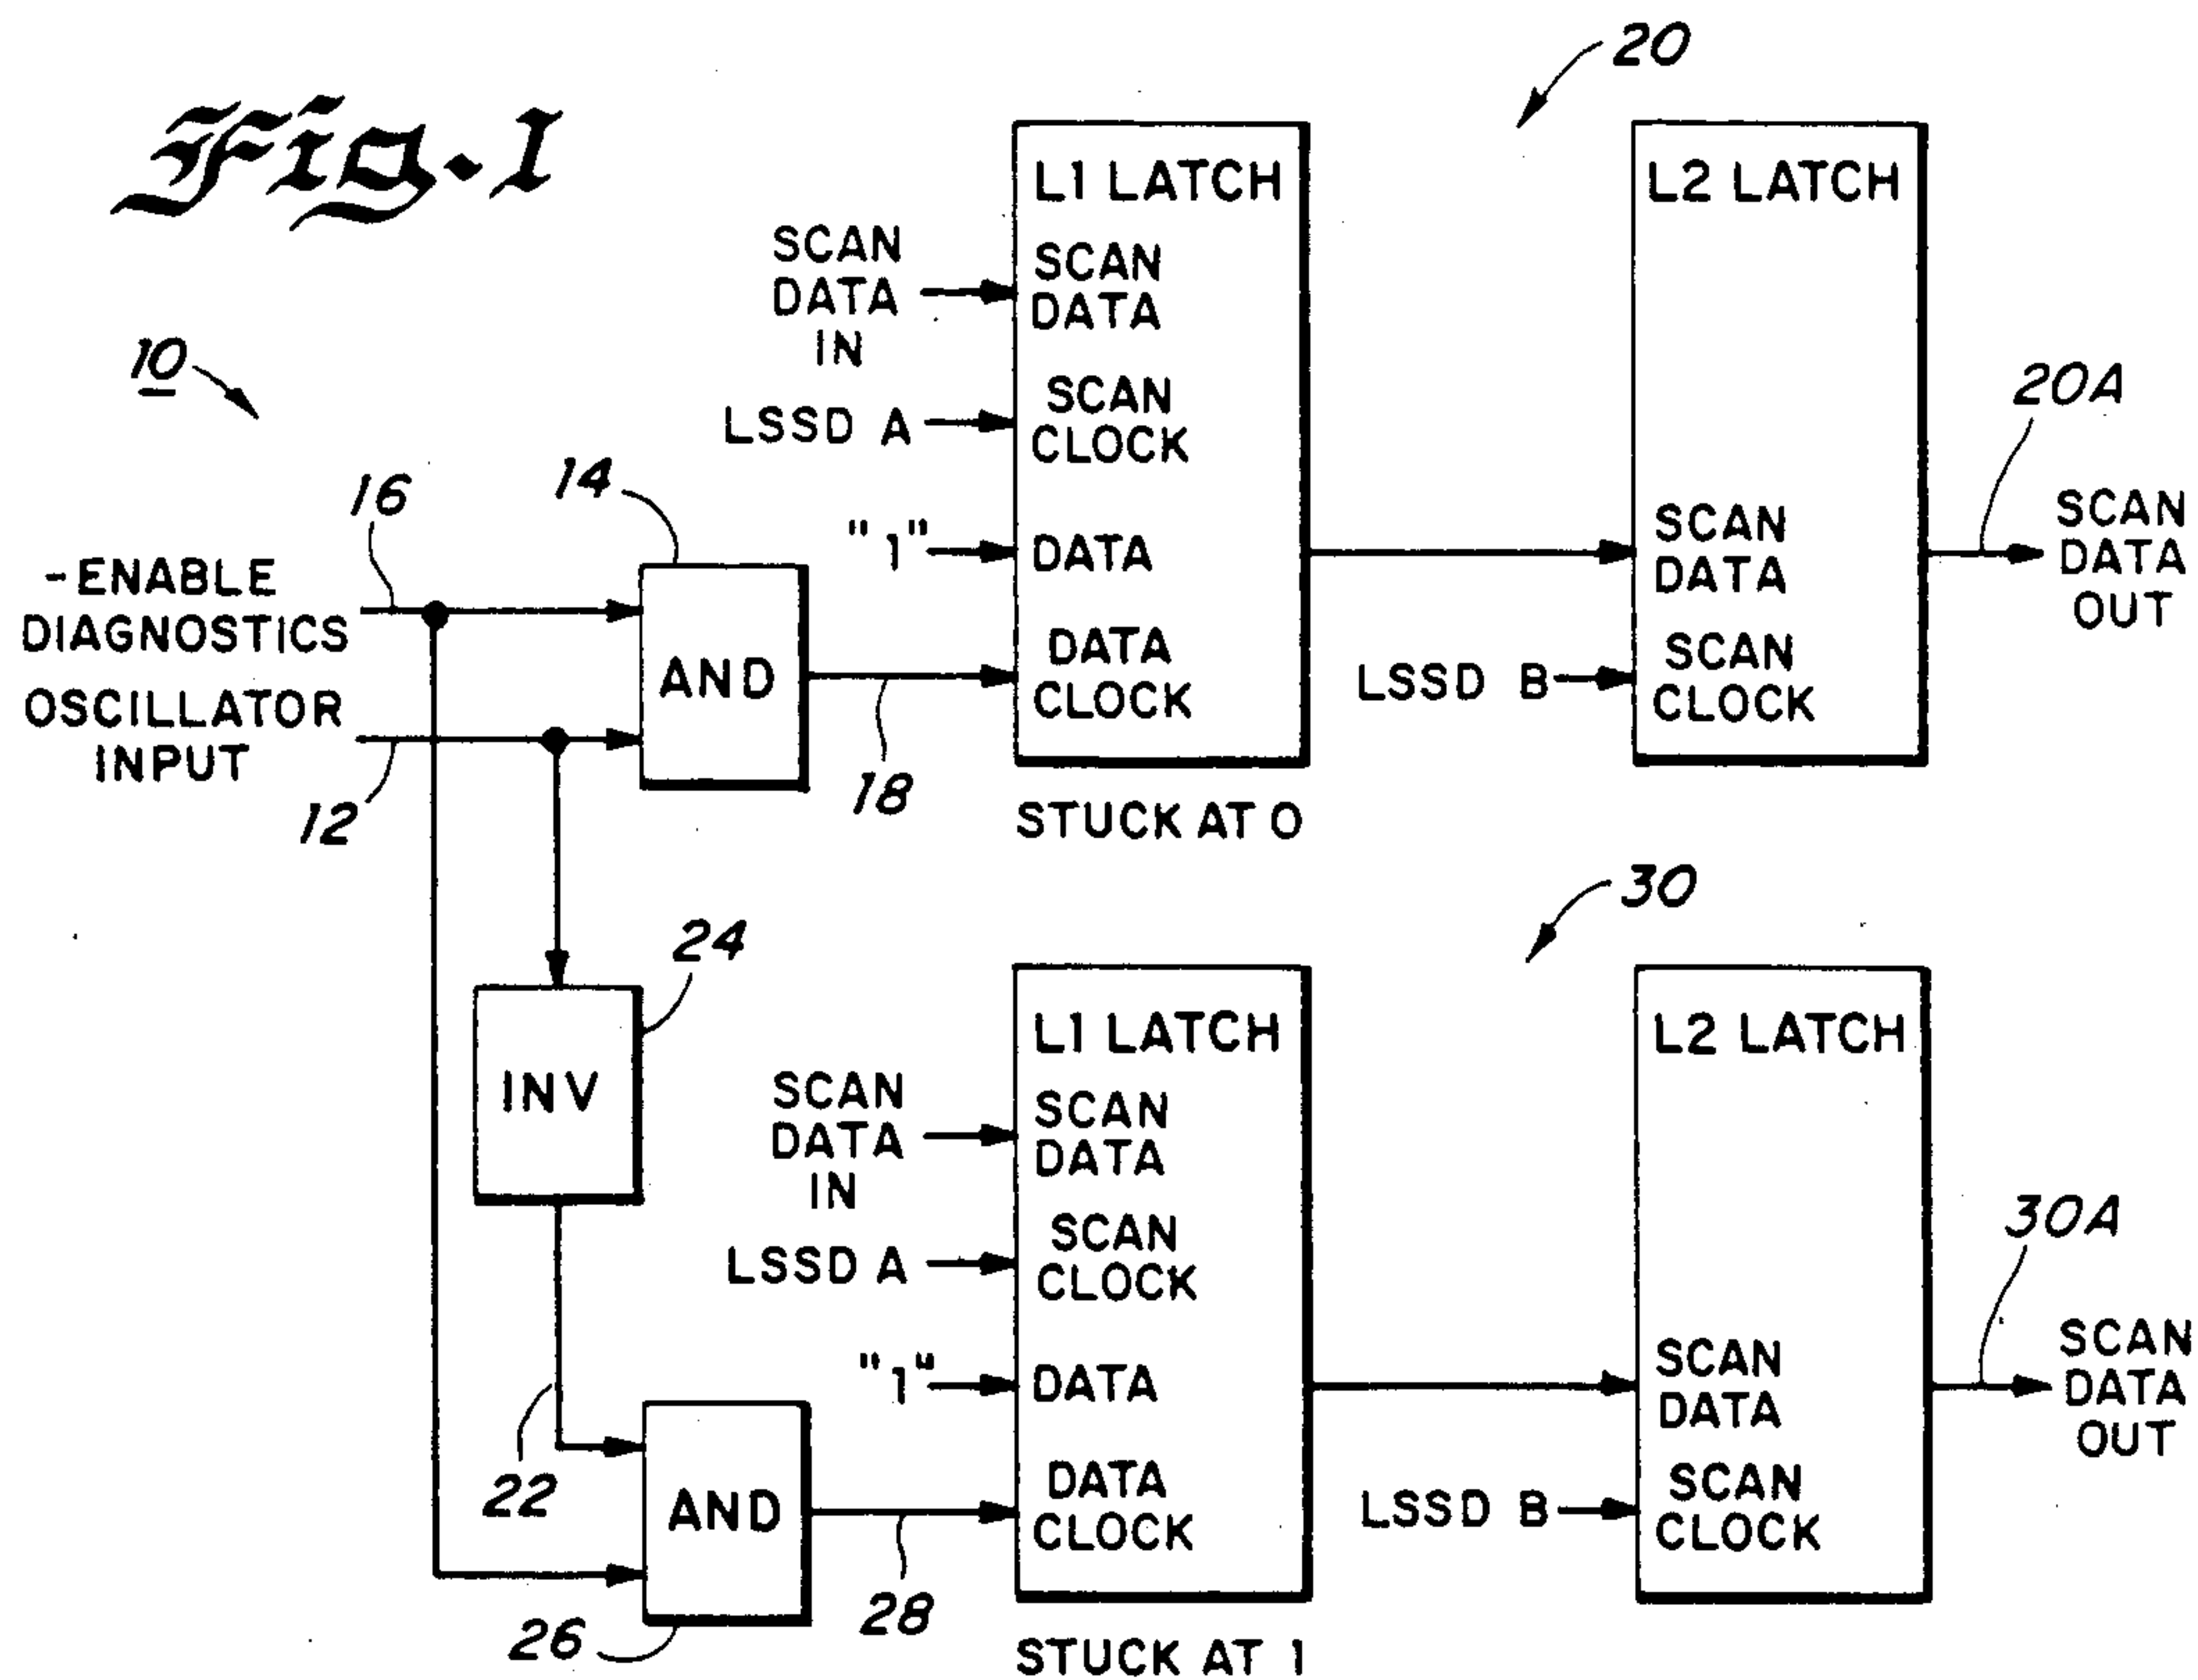 Fig. 1
20
L1 LATCH
L2 LATCH
SCAN
DATA
IN
SCAN
DATA
10
LSSD A
SCAN
CLOCK
20A
16
14
"1"
DATA
SCAN
DATA
SCAN
DATA
OUT
-ENABLE
DIAGNOSTICS
OSCILLATOR
INPUT
AND
DATA
CLOCK
LSSD B
SCAN
CLOCK
12
18
STUCK AT 0
30
24
INV
L1 LATCH
L2 LATCH
SCAN
DATA
IN
SCAN
DATA
LSSD A
SCAN
CLOCK
30A
"1"
DATA
SCAN
DATA
SCAN
DATA
OUT
22
AND
DATA
CLOCK
LSSD B
SCAN
CLOCK
26
28
STUCK AT 1